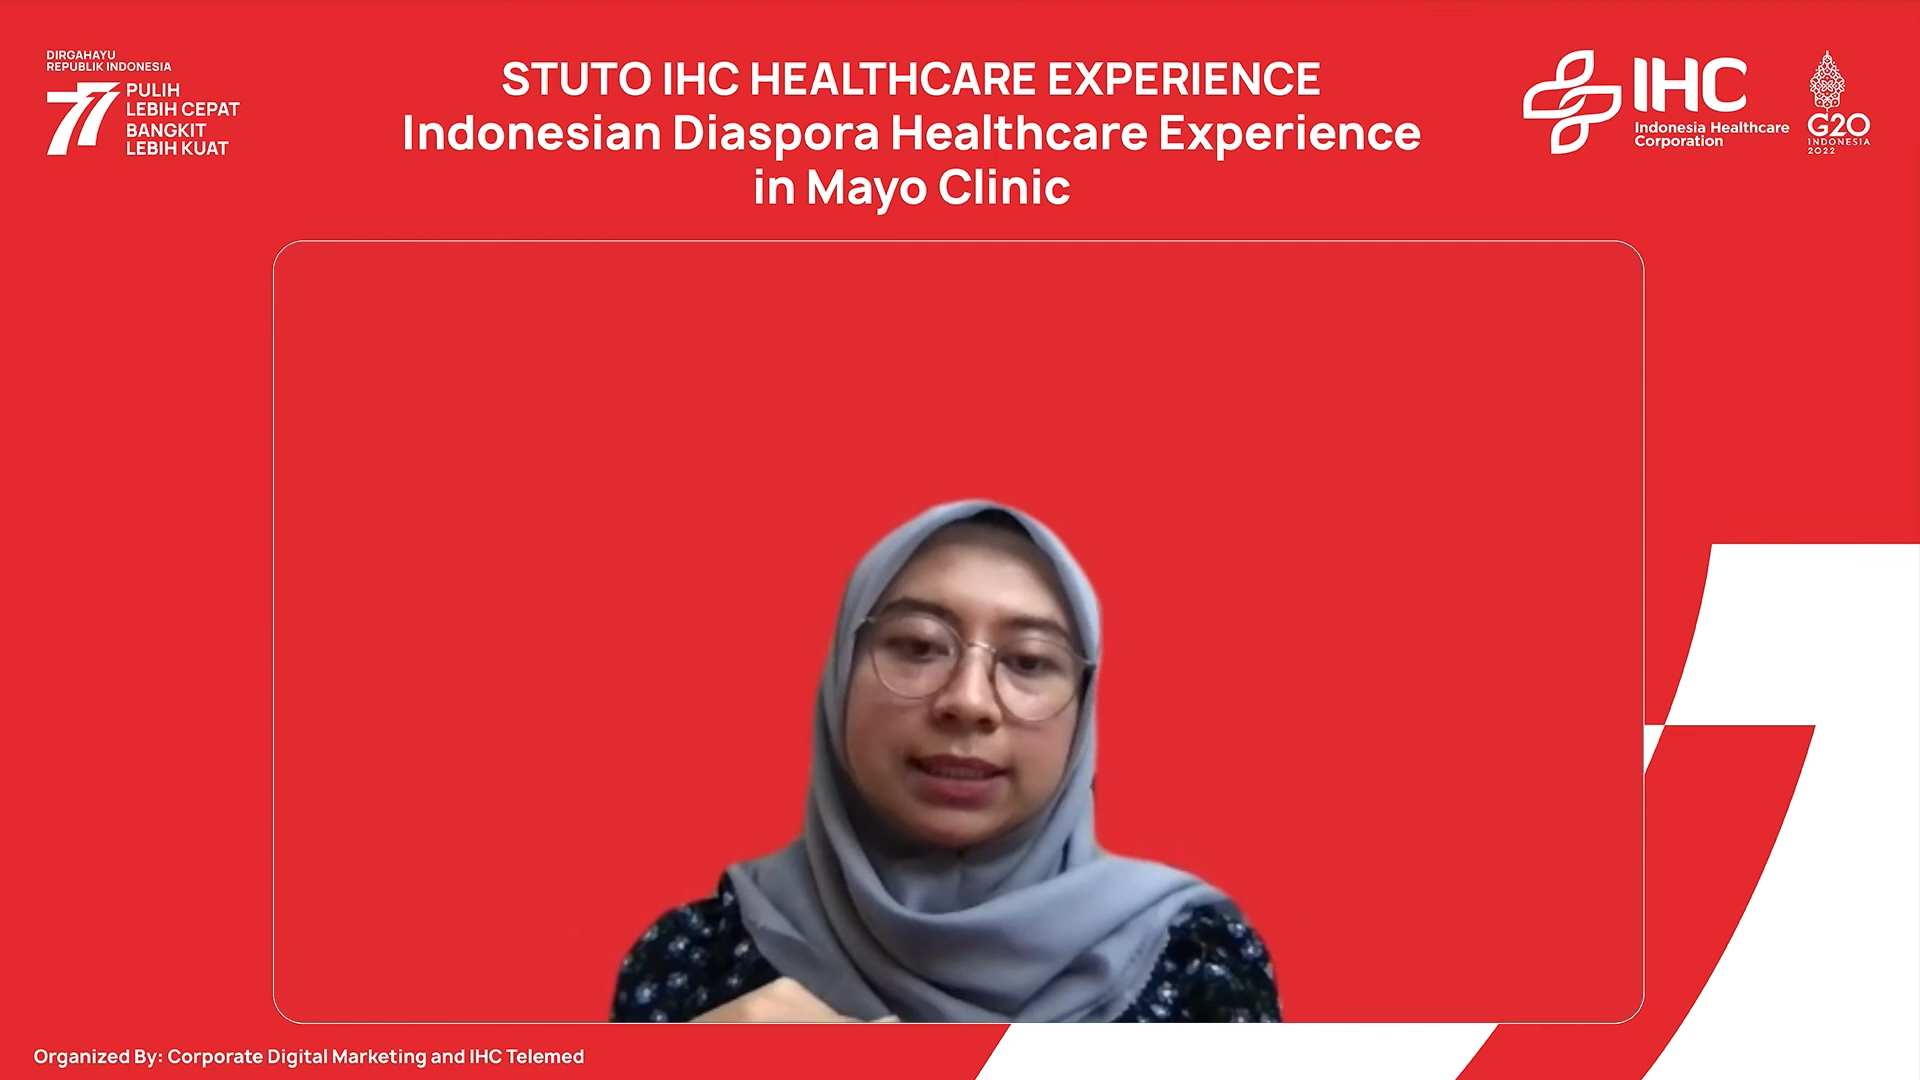 DIRGAHAYU
REPUBLIK INDONESIA
77
PULIH
LEBIH CEPAT
BANGKIT
LEBIH KUAT
STUTO IHC HEALTHCARE EXPERIENCE
Indonesian Diaspora Healthcare Experience
in Mayo Clinic
IHC
Indonesia Healthcare
Corporation
G20
INDONESIA
2022
Organized By: Corporate Digital Marketing and IHC Telemed